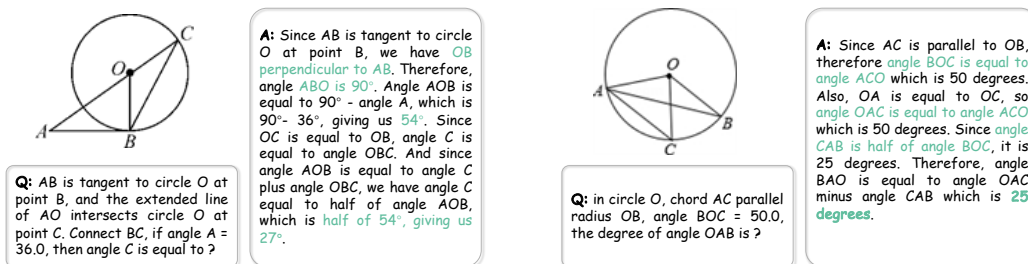 C
O
A
B
Q: AB is tangent to circle O at
point B, and the extended line
of AO intersects circle O at
point C. Connect BC, if angle A =
36.0, then angle C is equal to ?
A: Since AB is tangent to circle
O at point B, we have OB
perpendicular to AB. Therefore,
angle ABO is 90°. Angle AOB is
equal to 90° - angle A, which is
90°- 36°, giving us 54°. Since
OC is equal to OB, angle C is
equal to angle OBC. And since
angle AOB is equal to angle C
plus angle OBC, we have angle C
equal to half of angle AOB,
which is half of 54°, giving us
27°.
O
A
B
C
Q: in circle O, chord AC parallel
radius OB, angle BOC = 50.0,
the degree of angle OAB is ?
A: Since AC is parallel to OB,
therefore angle BOC is equal to
angle ACO which is 50 degrees.
Also, OA is equal to OC, so
angle OAC is equal to angle ACO
which is 50 degrees. Since angle
CAB is half of angle BOC, it is
25 degrees. Therefore, angle
BAO is equal to angle OAC
minus angle CAB which is 25
degrees.